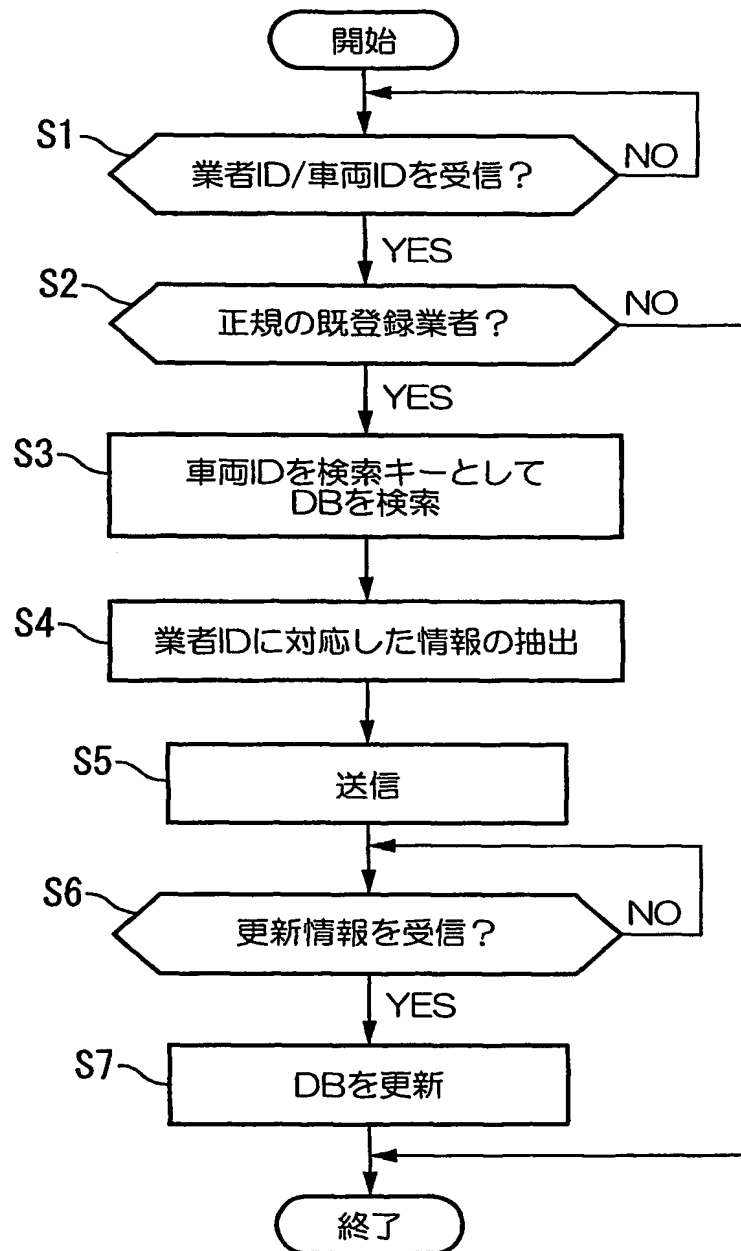 開始
S1
業者ID/車両IDを受信？
NO
YES
S2
正規の既登録業者？
NO
YES
S3
車両IDを検索キーとして
DBを検索
S4
業者IDに対応した情報の抽出
S5
送信
S6
更新情報を受信？
NO
YES
S7
DBを更新
終了